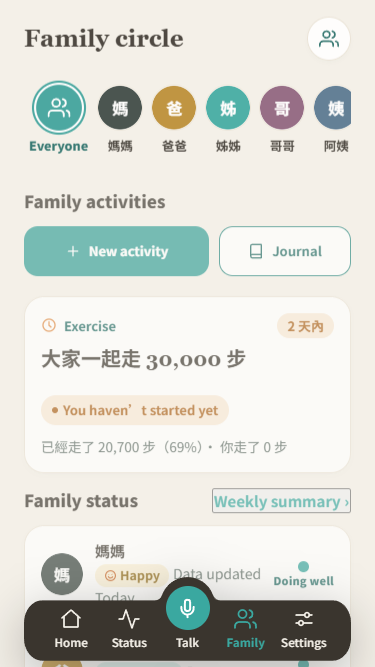 Family circle
媽 爸 姊 哥 姨
Everyone 媽媽 爸爸 姊姊 哥哥 阿姨
Family activities
+ New activity Journal
Exercise 2 天內
大家一起走 30,000 步
You haven’t started yet
已經走了 20,700 步（69%）· 你走了 0 步
Family status Weekly summary ›
媽媽
媽 Happy Data updated
Doing well
Today
Home Status Talk Family Settings